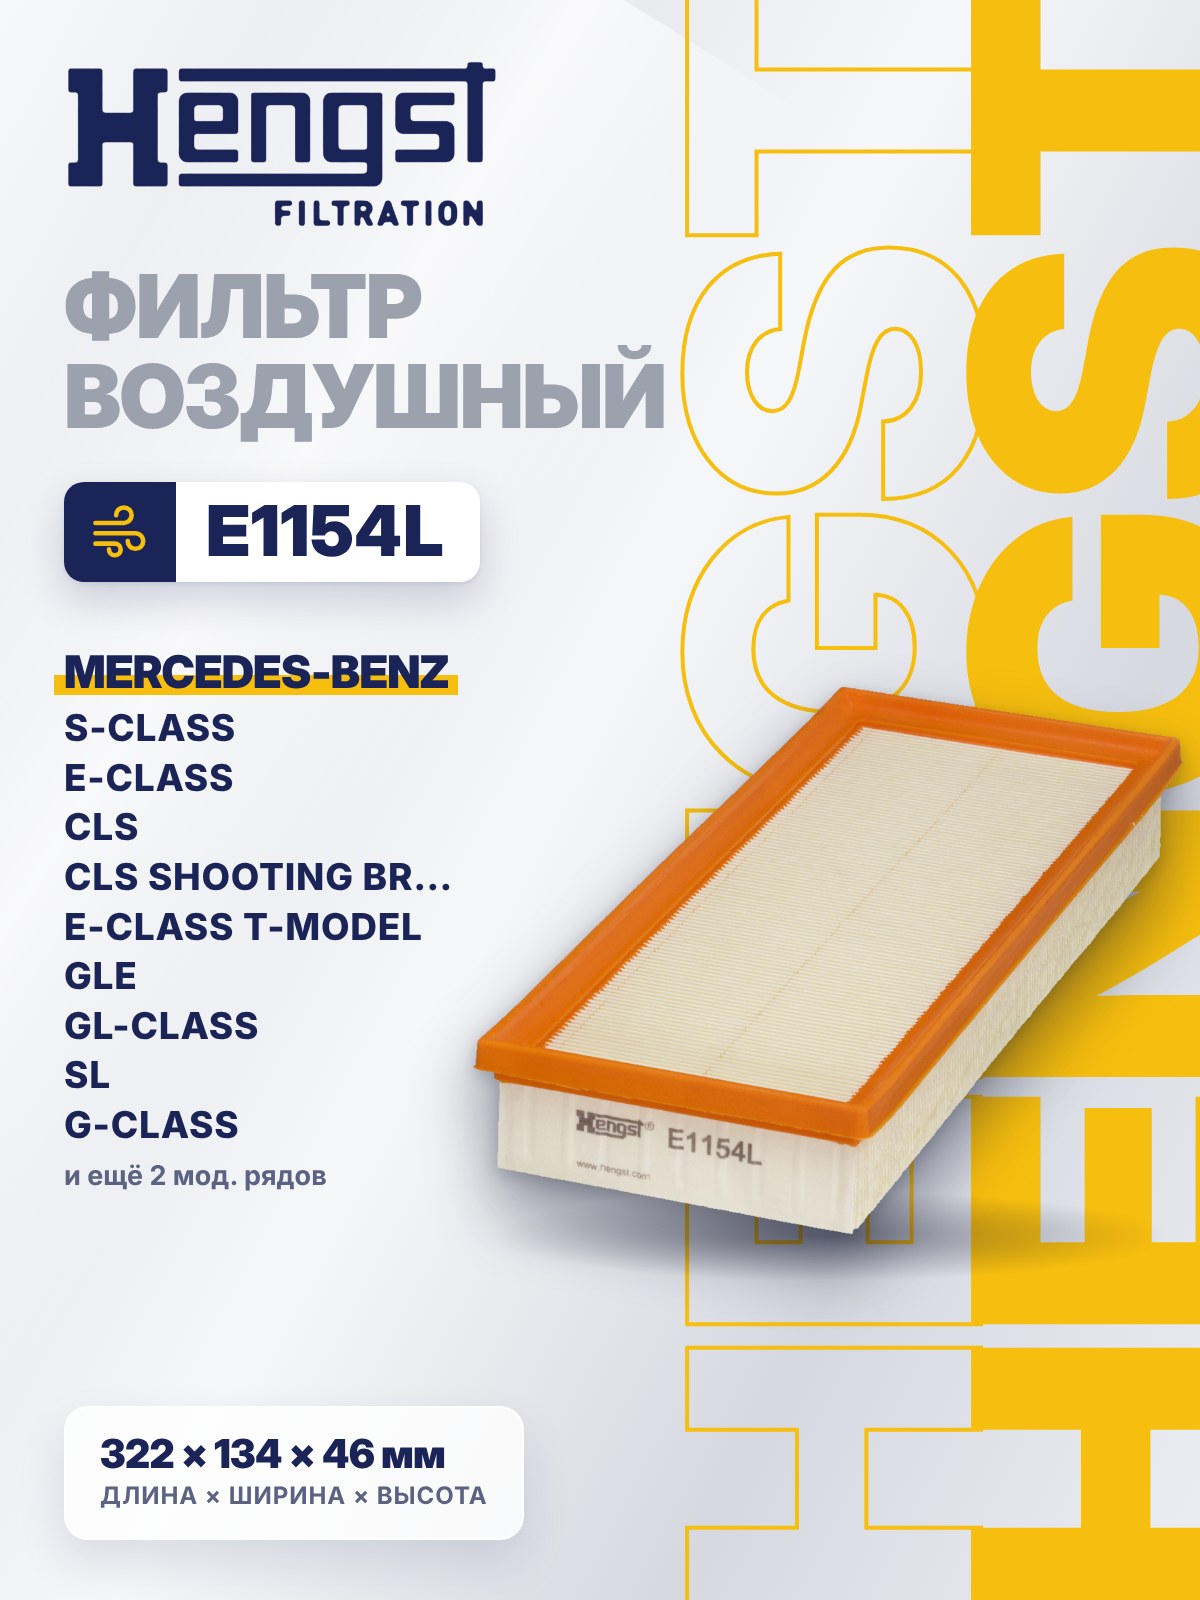 Hengst
FILTRATION
ФИЛЬТР
ВОЗДУШНЫЙ
E1154L
MERCEDES-BENZ
S-CLASS
E-CLASS
CLS
CLS SHOOTING BR...
E-CLASS T-MODEL
GLE
GL-CLASS
SL
G-CLASS
и ещё 2 мод. рядов
322 × 134 × 46 мм
ДЛИНА × ШИРИНА × ВЫСОТА
HENGST
HENGST
Hengst® E1154L
www.hengst.com